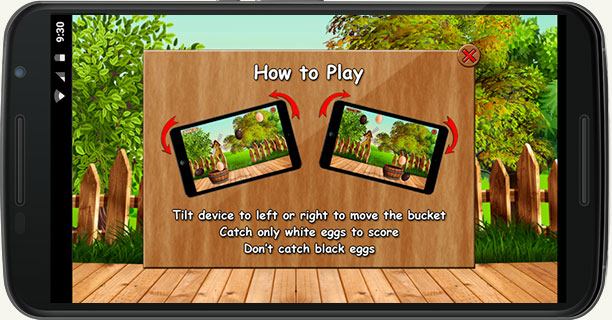 9:30
How to Play
Tilt device to left or right to move the bucket
Catch only white eggs to score
Don't catch black eggs